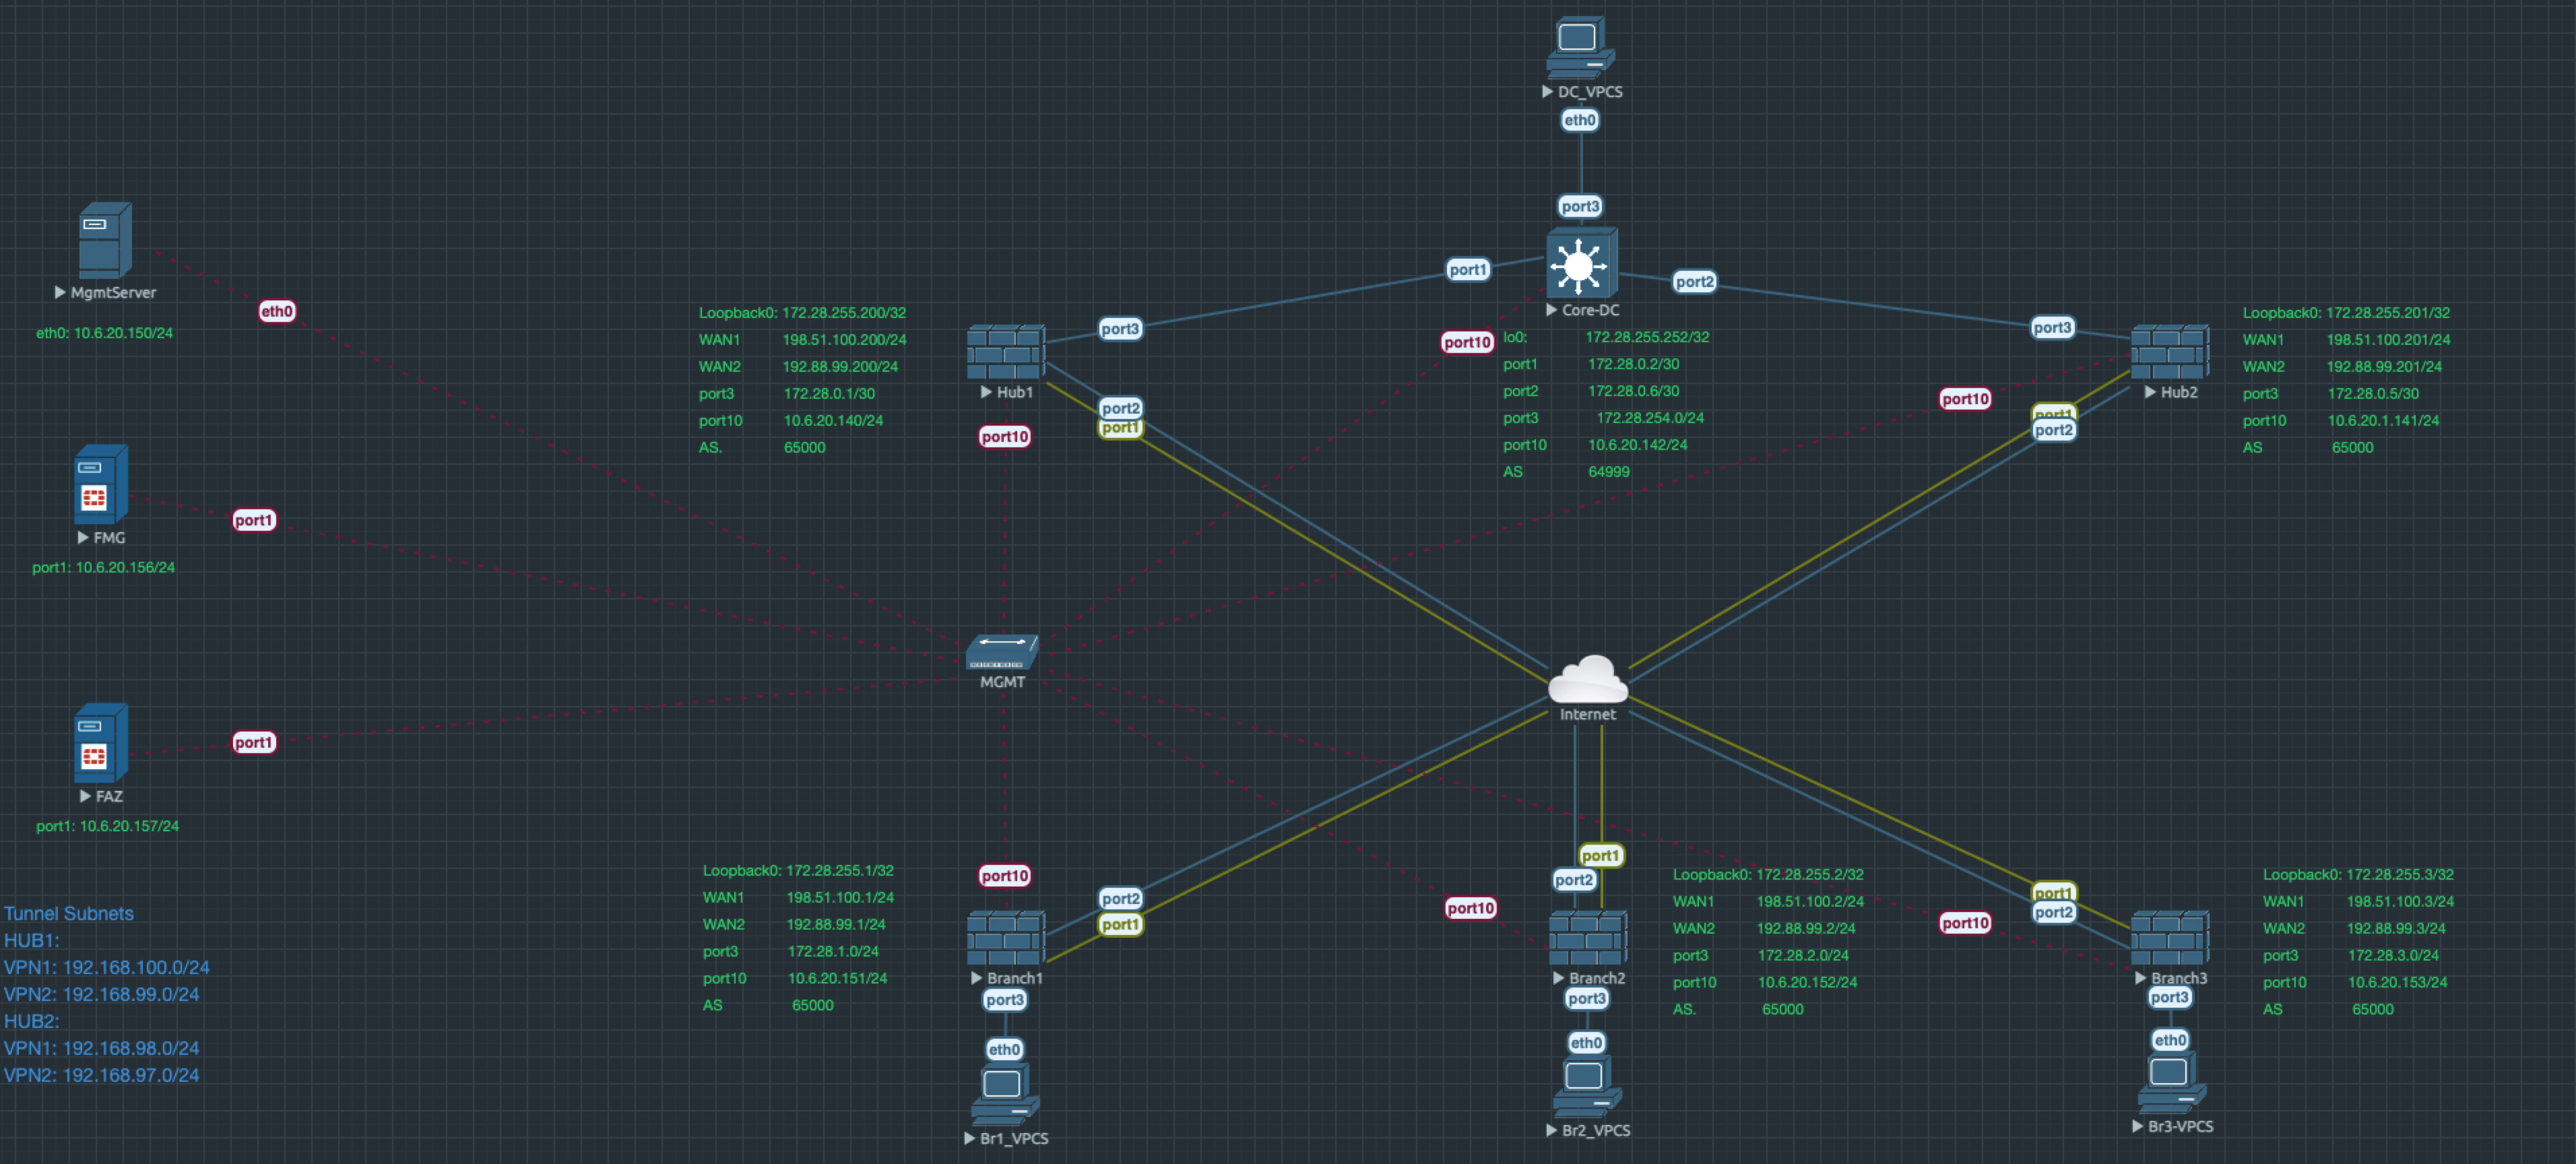 DC_VPCS
eth0
port3
port1
port2
Core-DC
port10
lo0: 172.28.255.252/32
port1 172.28.0.2/30
port2 172.28.0.6/30
port3 172.28.254.0/24
port10 10.6.20.142/24
AS 64999
MgmtServer
eth0: 10.6.20.150/24
eth0
FMG
port1: 10.6.20.156/24
port1
FAZ
port1: 10.6.20.157/24
port1
Loopback0: 172.28.255.200/32
WAN1 198.51.100.200/24
WAN2 192.88.99.200/24
port3 172.28.0.1/30
port10 10.6.20.140/24
AS. 65000
Hub1
port3
port2
port1
port10
Loopback0: 172.28.255.201/32
WAN1 198.51.100.201/24
WAN2 192.88.99.201/24
port3 172.28.0.5/30
port10 10.6.20.1.141/24
AS 65000
Hub2
port3
port10
port1
port2
MGMT
Internet
Loopback0: 172.28.255.1/32
WAN1 198.51.100.1/24
WAN2 192.88.99.1/24
port3 172.28.1.0/24
port10 10.6.20.151/24
AS 65000
port10
port2
port1
Branch1
port3
eth0
Br1_VPCS
port1
port2
port10
Branch2
port3
eth0
Br2_VPCS
Loopback0: 172.28.255.2/32
WAN1 198.51.100.2/24
WAN2 192.88.99.2/24
port3 172.28.2.0/24
port10 10.6.20.152/24
AS. 65000
port1
port2
port10
Branch3
port3
eth0
Br3-VPCS
Loopback0: 172.28.255.3/32
WAN1 198.51.100.3/24
WAN2 192.88.99.3/24
port3 172.28.3.0/24
port10 10.6.20.153/24
AS 65000
Tunnel Subnets
HUB1:
VPN1: 192.168.100.0/24
VPN2: 192.168.99.0/24
HUB2:
VPN1: 192.168.98.0/24
VPN2: 192.168.97.0/24